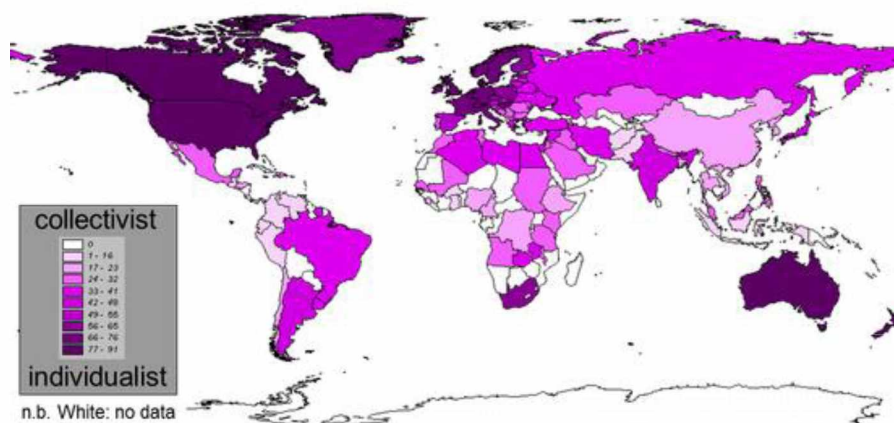 collectivist
0
1 - 16
17 - 23
24 - 32
33 - 41
42 - 48
49 - 55
56 - 65
66 - 76
77 - 91
individualist
n.b. White: no data